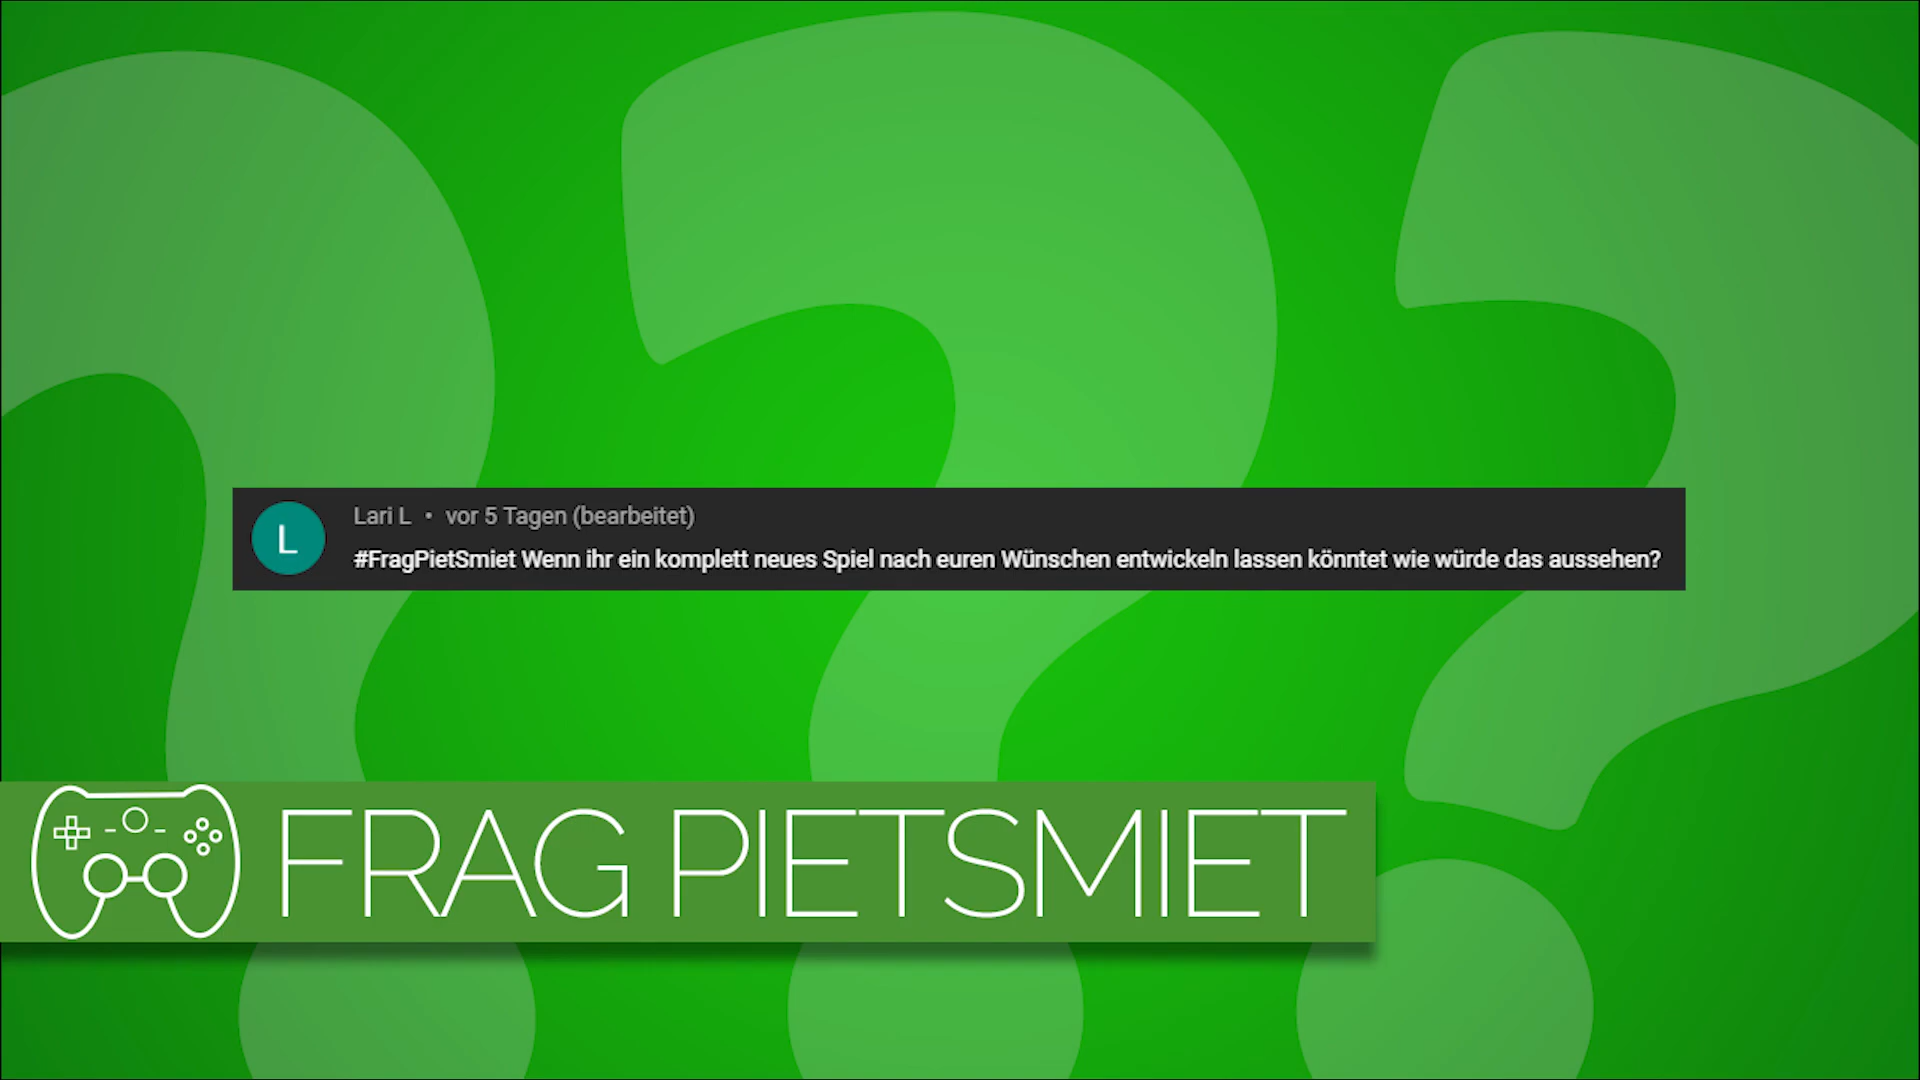 L
Lari L • vor 5 Tagen (bearbeitet)
#FragPietSmiet Wenn ihr ein komplett neues Spiel nach euren Wünschen entwickeln lassen könntet wie würde das aussehen?
FRAG PIETSMIET